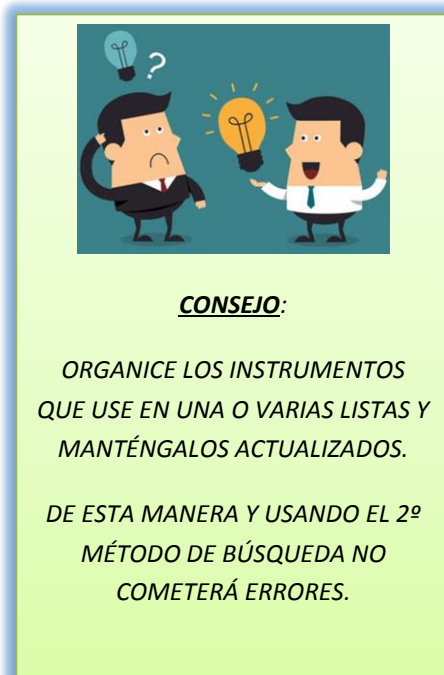 ?
CONSEJO:
ORGANICE LOS INSTRUMENTOS
QUE USE EN UNA O VARIAS LISTAS Y
MANTÉNGALOS ACTUALIZADOS.
DE ESTA MANERA Y USANDO EL 2º
MÉTODO DE BÚSQUEDA NO
COMETERÁ ERRORES.